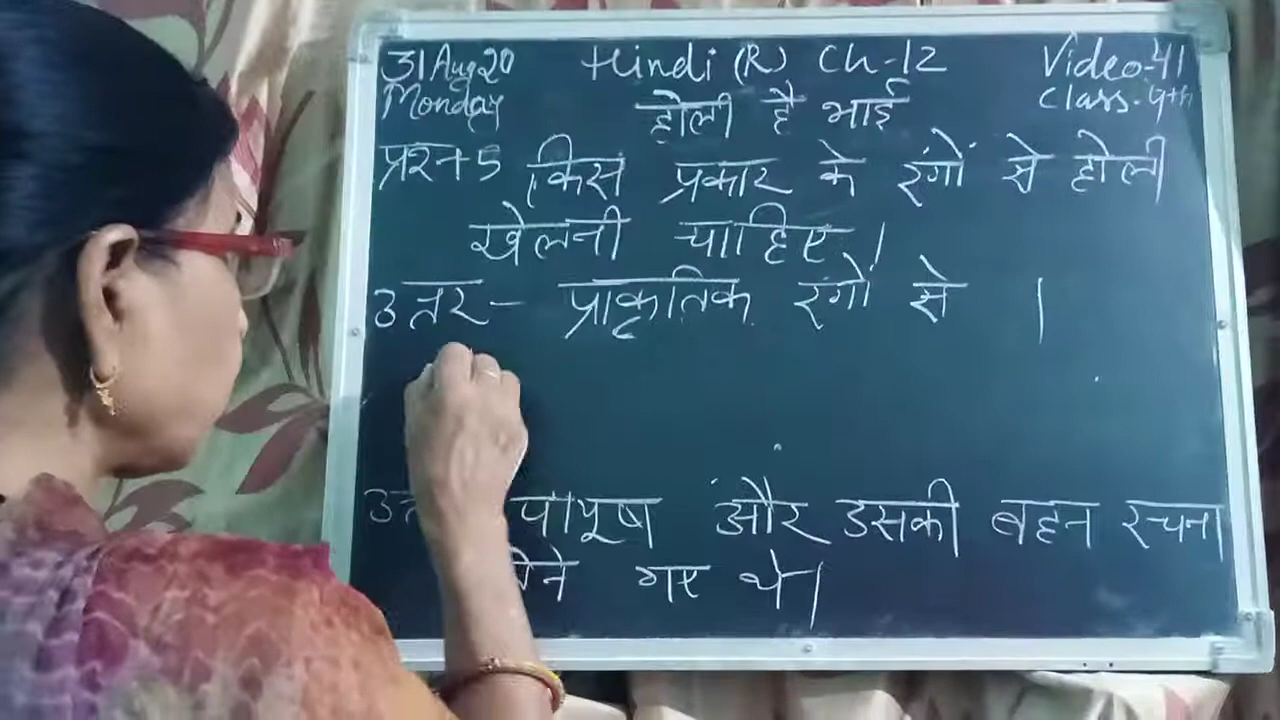 31 Aug 20 Hindi (R) Ch-12 Video-41
Monday होली है भाई Class-4th
प्रश्न 5 किस प्रकार के रंगों से होली
खेलनी चाहिए।
उत्तर- प्राकृतिक रंगों से ।
और उसकी बहन रचना
गए थे।